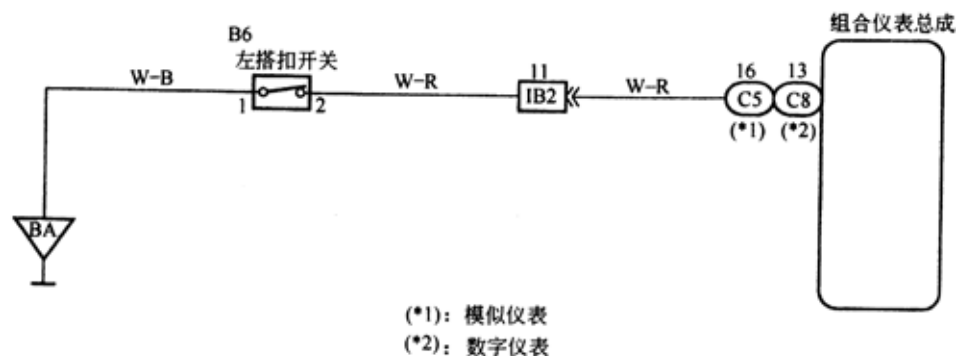 组合仪表总成
B6
左搭扣开关
W-B
1
2
W-R
11
IB2
W-R
16
13
C5
C8
(*1)
(*2)
BA
(*1)：模似仪表
(*2)：数字仪表